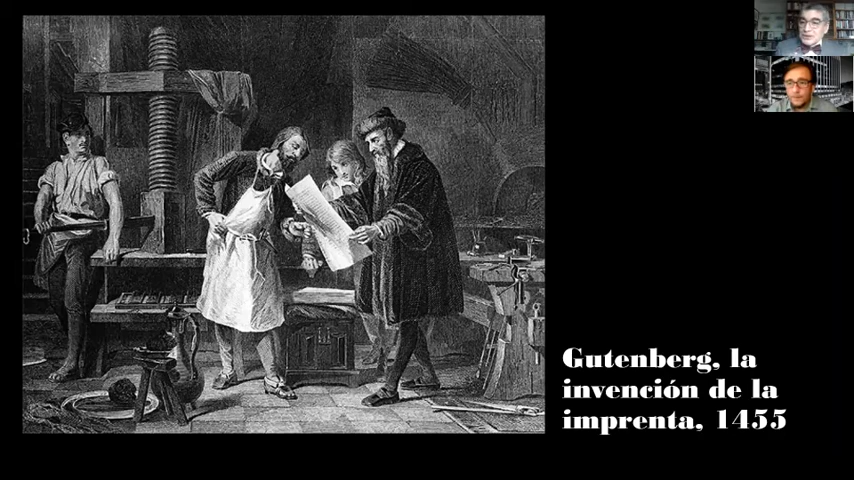 Gutenberg, la
invención de la
imprenta, 1455